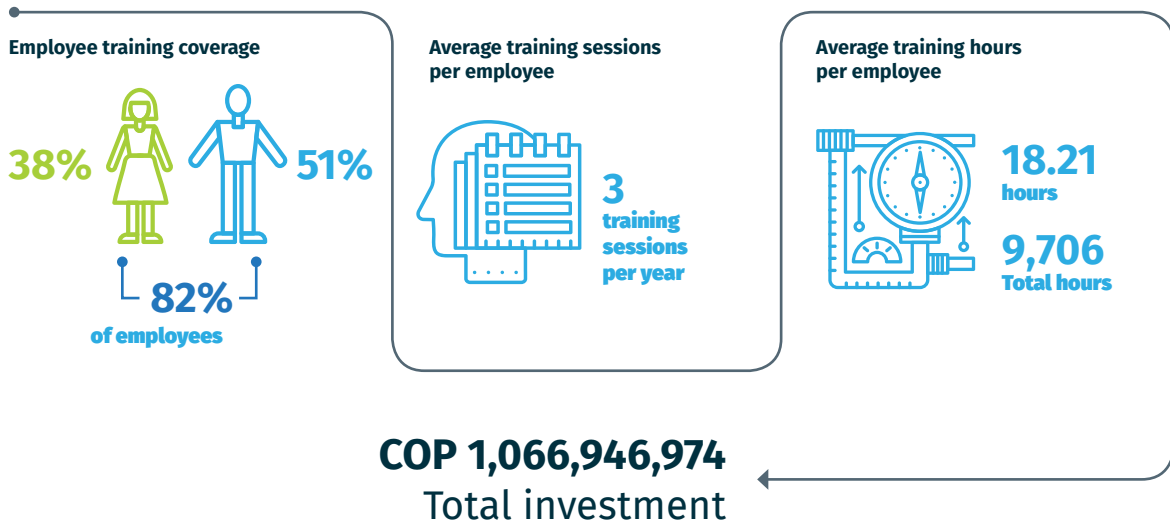 Employee training coverage
38%
51%
82%
of employees
Average training sessions
per employee
3
training
sessions
per year
Average training hours
per employee
18.21
hours
9,706
Total hours
COP 1,066,946,974
Total investment